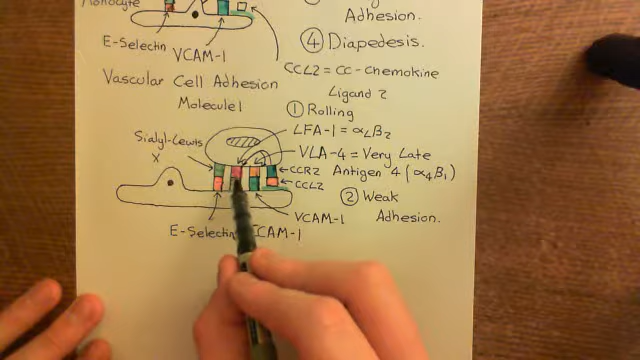 Monocyte
Adhesion.
E-Selectin VCAM-1
④ Diapedesis.
CCL2 = CC-Chemokine
Ligand 2
Vascular Cell Adhesion
Molecule 1
① Rolling
LFA-1 = αLβ2
Sialyl-Lewis
X
VLA-4 = Very Late
CCR2 Antigen 4 (α4β1)
CCL2
② Weak
Adhesion.
VCAM-1
E-Selectin ICAM-1